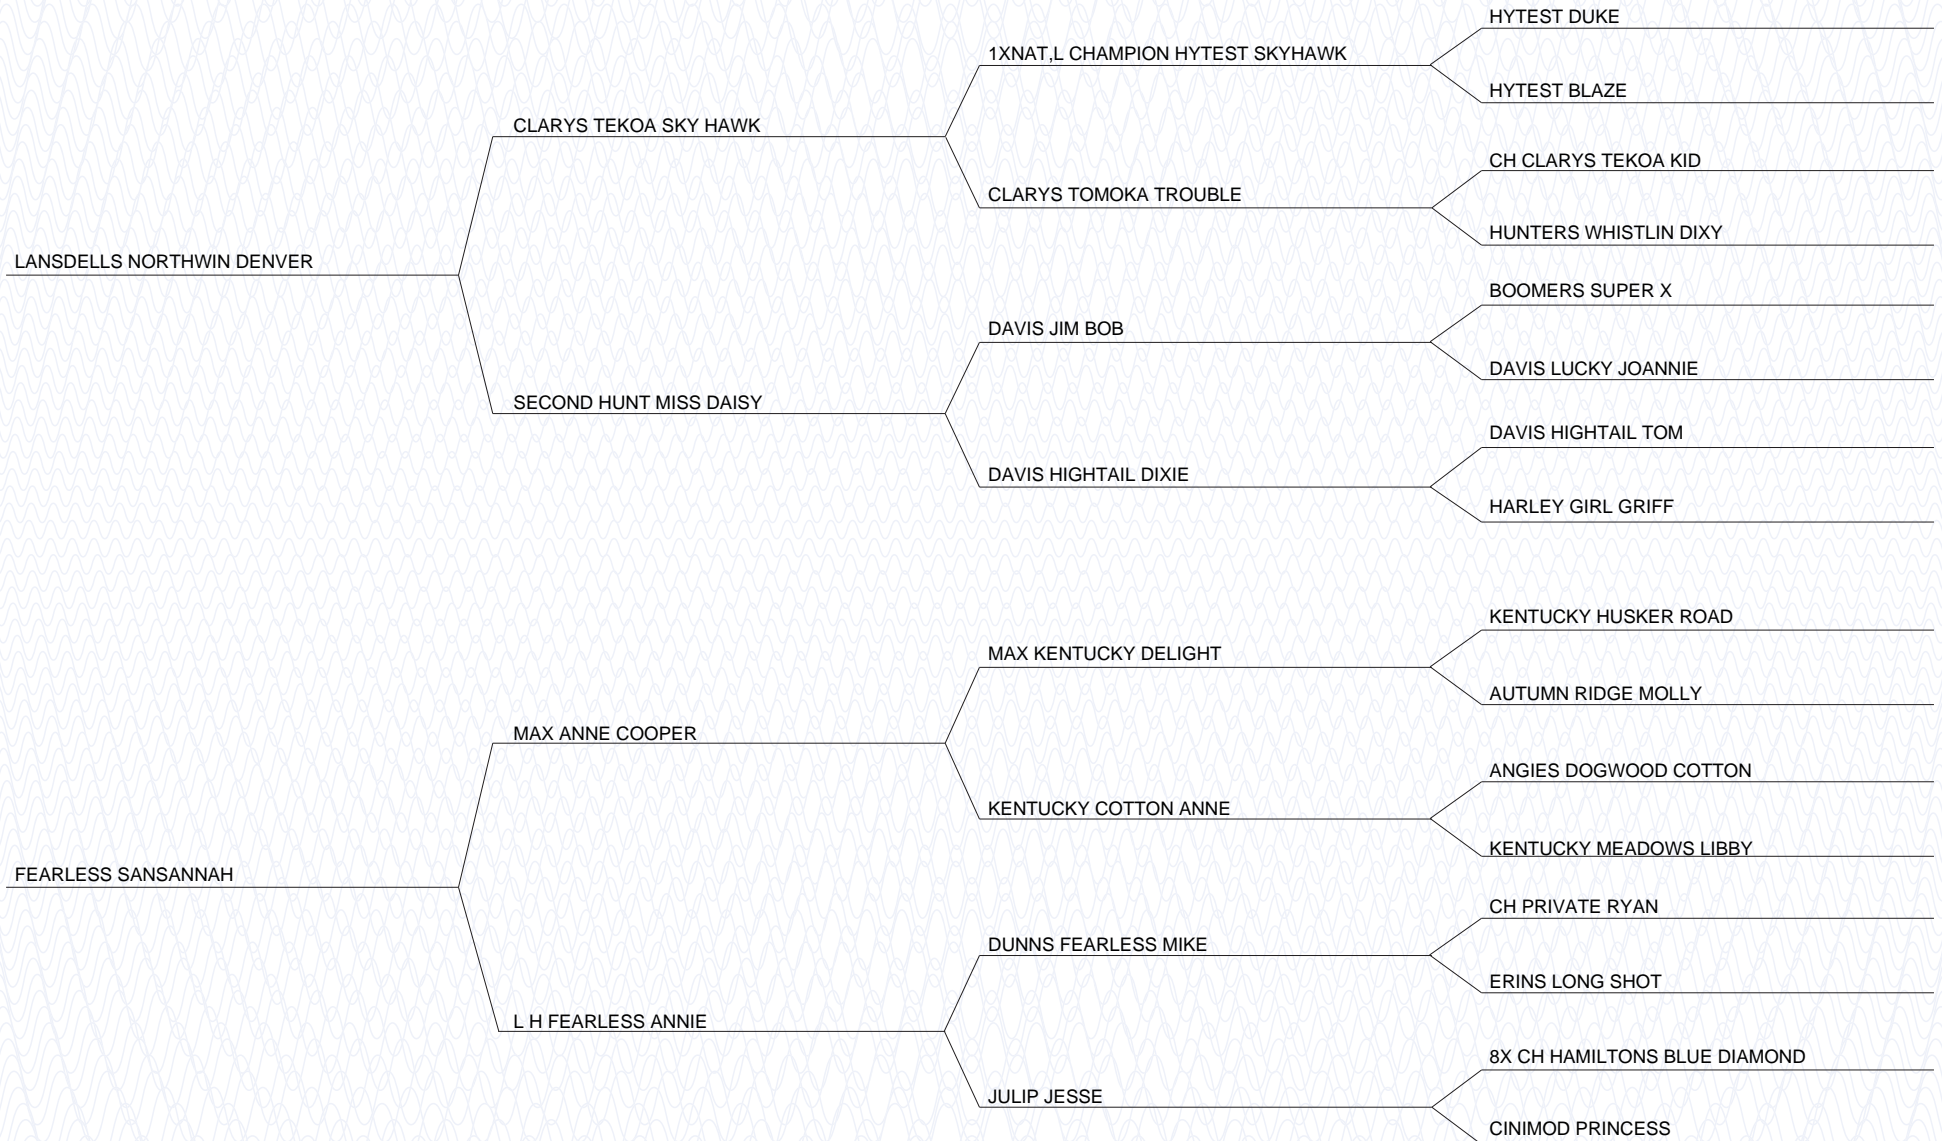 HYTEST DUKE
1XNAT,L CHAMPION HYTEST SKYHAWK
HYTEST BLAZE
CLARYS TEKOA SKY HAWK
CH CLARYS TEKOA KID
CLARYS TOMOKA TROUBLE
HUNTERS WHISTLIN DIXY
LANSDELLS NORTHWIN DENVER
BOOMERS SUPER X
DAVIS JIM BOB
DAVIS LUCKY JOANNIE
SECOND HUNT MISS DAISY
DAVIS HIGHTAIL TOM
DAVIS HIGHTAIL DIXIE
HARLEY GIRL GRIFF
KENTUCKY HUSKER ROAD
MAX KENTUCKY DELIGHT
AUTUMN RIDGE MOLLY
MAX ANNE COOPER
ANGIES DOGWOOD COTTON
KENTUCKY COTTON ANNE
KENTUCKY MEADOWS LIBBY
FEARLESS SANSANNAH
CH PRIVATE RYAN
DUNNS FEARLESS MIKE
ERINS LONG SHOT
L H FEARLESS ANNIE
8X CH HAMILTONS BLUE DIAMOND
JULIP JESSE
CINIMOD PRINCESS